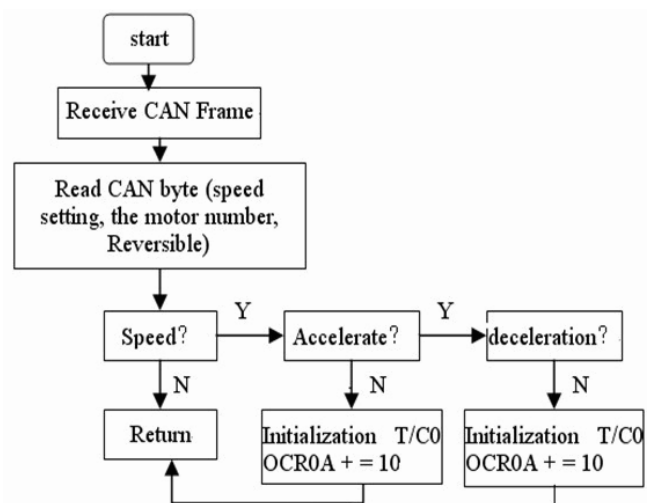 start
Receive CAN Frame
Read CAN byte (speed
setting, the motor number,
Reversible)
Speed?
Y
Accelerate?
Y
deceleration?
N
N
N
Return
Initialization T/C0
OCR0A + = 10
Initialization T/C0
OCR0A + = 10